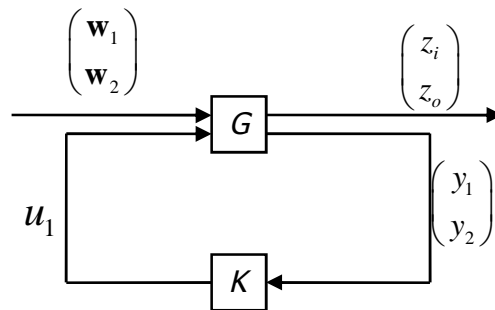 w₁
w₂
zᵢ
zₒ
G
u₁
y₁
y₂
K